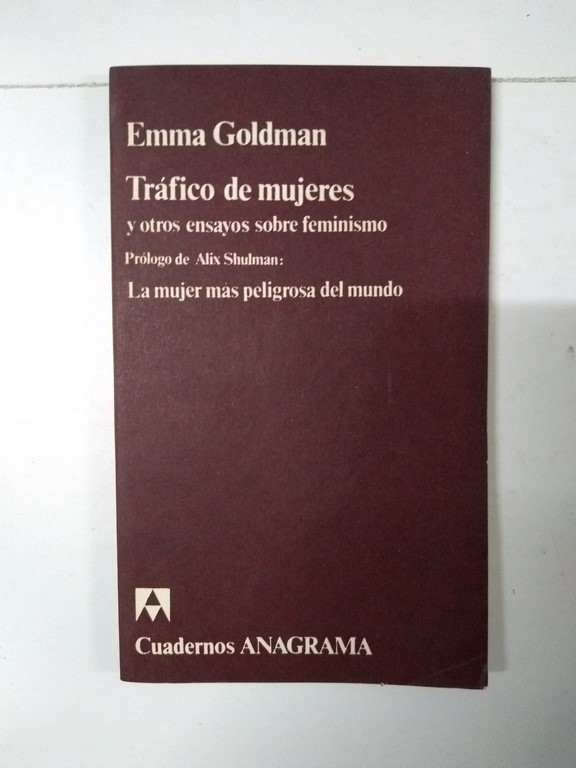 Emma Goldman
Tráfico de mujeres
y otros ensayos sobre feminismo
Prólogo de Alix Shulman:
La mujer más peligrosa del mundo
Cuadernos ANAGRAMA